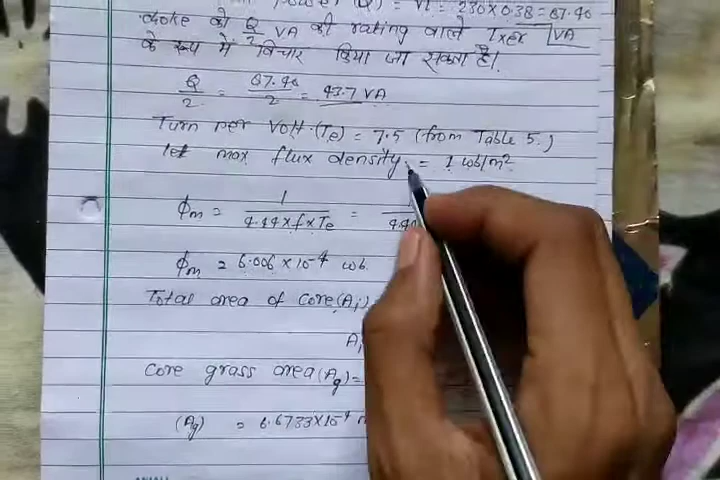 Power (Q) = VI = 230×0.38 = 87.40
choke को Q/2 VA की rating वाले Txer VA
के रूप में विचार किया जा सकता है।
Q/2 = 87.40/2 = 43.7 VA
Turn per Volt (Te) = 7.5 (from Table 5.)
let max flux density = 1 wb/m²
ϕm = 1/4.44×f×Te =
ϕm = 6.006×10⁻⁴ wb.
Total area of core (Ai)
Ai
core grass area (Ag) =
(Ag) = 6.6733×10⁻⁴